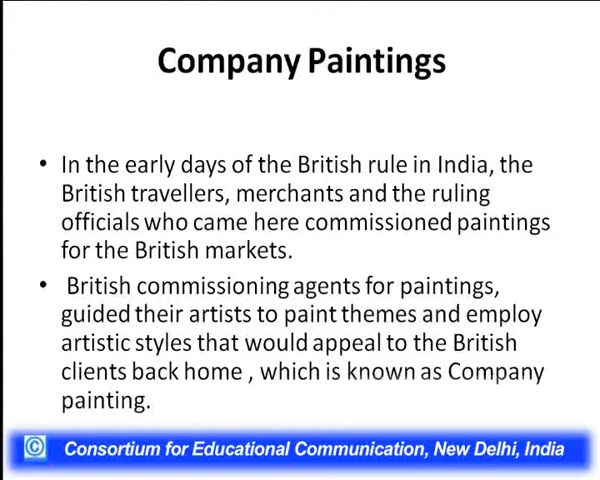 Company Paintings
• In the early days of the British rule in India, the
British travellers, merchants and the ruling
officials who came here commissioned paintings
for the British markets.
• British commissioning agents for paintings,
guided their artists to paint themes and employ
artistic styles that would appeal to the British
clients back home , which is known as Company
painting.
© Consortium for Educational Communication, New Delhi, India